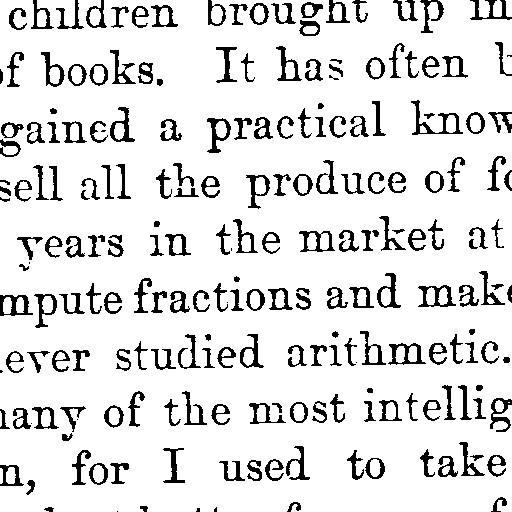 children brought up in
of books. It has often
gained a practical know
sell all the produce of fo
years in the market at
mpute fractions and make
never studied arithmetic.
many of the most intellig
n, for I used to take